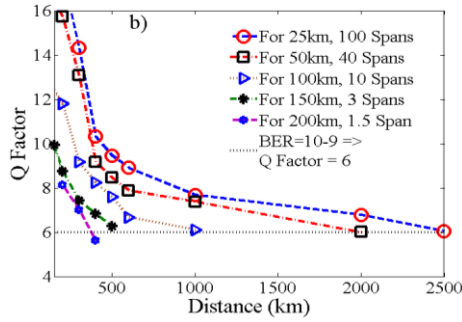 b)
16
14
12
10
8
6
4
Q Factor
For 25km, 100 Spans
For 50km, 40 Spans
For 100km, 10 Spans
For 150km, 3 Spans
For 200km, 1.5 Span
BER=10-9 =>
Q Factor = 6
500
1000
1500
2000
2500
Distance (km)